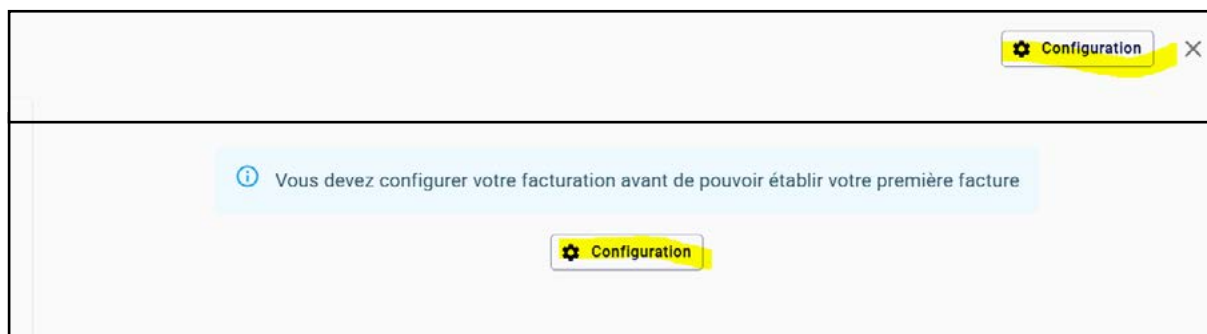 Configuration
Vous devez configurer votre facturation avant de pouvoir établir votre première facture
Configuration